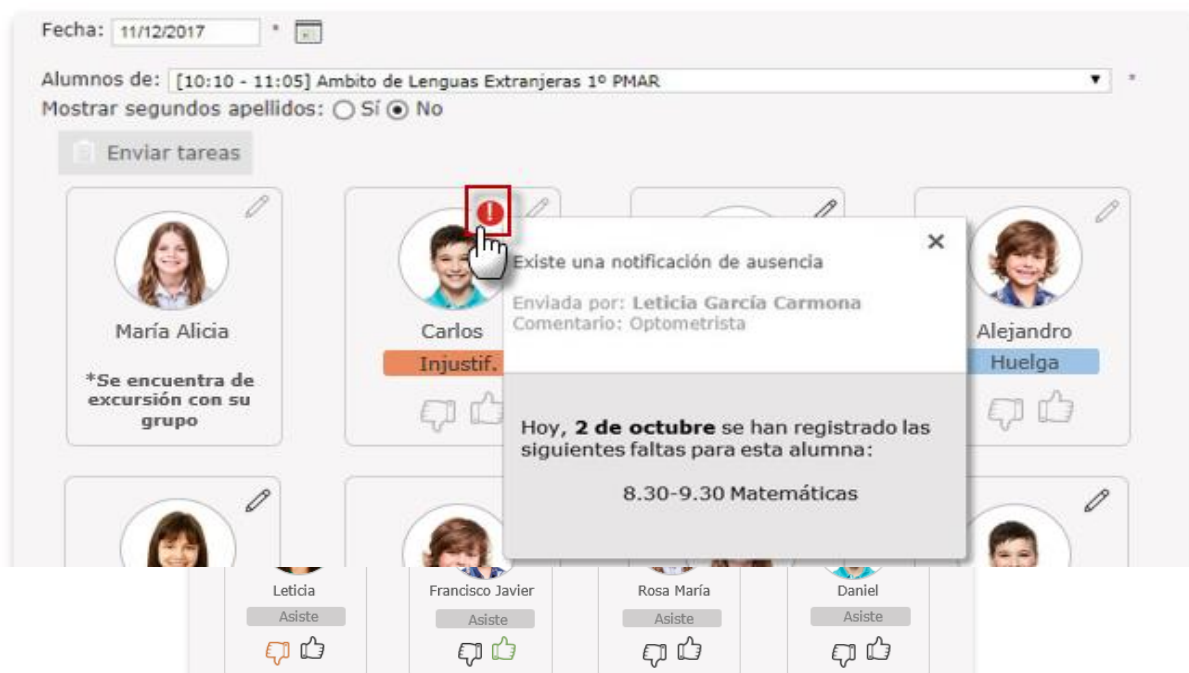 Fecha: 11/12/2017 *
Alumnos de: [10:10 - 11:05] Ambito de Lenguas Extranjeras 1º PMAR *
Mostrar segundos apellidos: Sí No
Enviar tareas
María Alicia
*Se encuentra de
excursión con su
grupo
Carlos
Injustif.
Existe una notificación de ausencia
Enviada por: Leticia García Carmona
Comentario: Optometrista
Hoy, 2 de octubre se han registrado las
siguientes faltas para esta alumna:
8.30-9.30 Matemáticas
Alejandro
Huelga
Leticia
Asiste
Francisco Javier
Asiste
Rosa María
Asiste
Daniel
Asiste